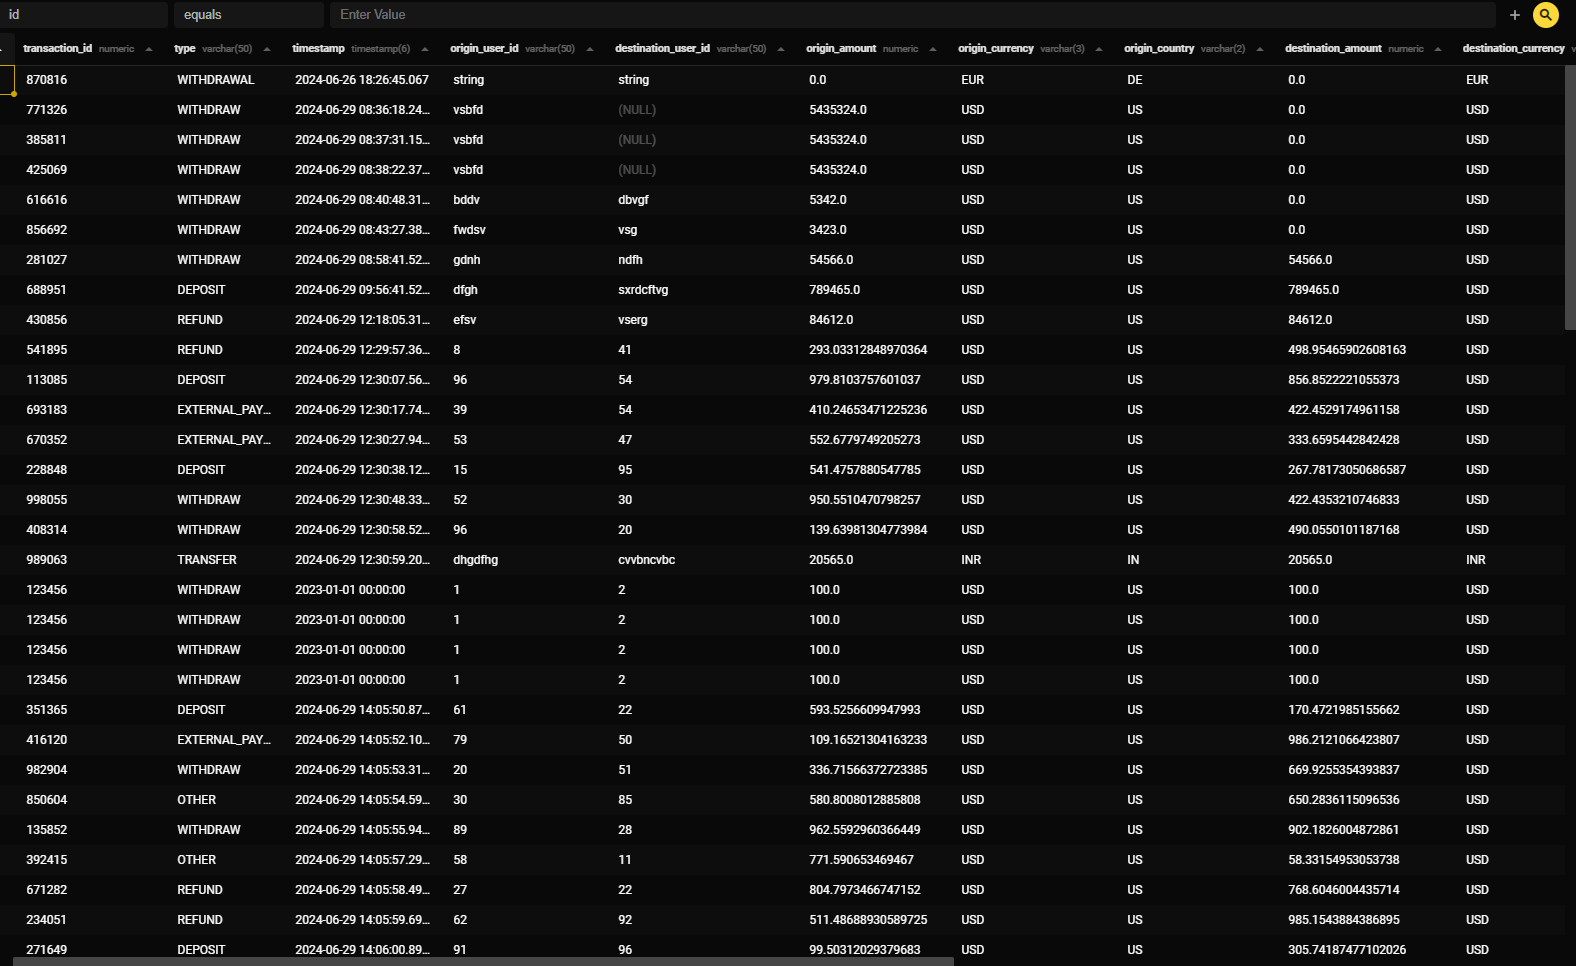 id equals Enter Value
transaction_id numeric type varchar(50) timestamp timestamp(6) origin_user_id varchar(50) destination_user_id varchar(50) origin_amount numeric origin_currency varchar(3) origin_country varchar(2) destination_amount numeric destination_currency
870816 WITHDRAWAL 2024-06-26 18:26:45.067 string string 0.0 EUR DE 0.0 EUR
771326 WITHDRAW 2024-06-29 08:36:18.24... vsbfd (NULL) 5435324.0 USD US 0.0 USD
385811 WITHDRAW 2024-06-29 08:37:31.15... vsbfd (NULL) 5435324.0 USD US 0.0 USD
425069 WITHDRAW 2024-06-29 08:38:22.37... vsbfd (NULL) 5435324.0 USD US 0.0 USD
616616 WITHDRAW 2024-06-29 08:40:48.31... bddv dbvgf 5342.0 USD US 0.0 USD
856692 WITHDRAW 2024-06-29 08:43:27.38... fwdsv vsg 3423.0 USD US 0.0 USD
281027 WITHDRAW 2024-06-29 08:58:41.52... gdnh ndfh 54566.0 USD US 54566.0 USD
688951 DEPOSIT 2024-06-29 09:56:41.52... dfgh sxrdcftvg 789465.0 USD US 789465.0 USD
430856 REFUND 2024-06-29 12:18:05.31... efsv vserg 84612.0 USD US 84612.0 USD
541895 REFUND 2024-06-29 12:29:57.36... 8 41 293.03312848970364 USD US 498.95465902608163 USD
113085 DEPOSIT 2024-06-29 12:30:07.56... 96 54 979.8103757601037 USD US 856.8522221055373 USD
693183 EXTERNAL_PAY... 2024-06-29 12:30:17.74... 39 54 410.24653471225236 USD US 422.4529174961158 USD
670352 EXTERNAL_PAY... 2024-06-29 12:30:27.94... 53 47 552.6779749205273 USD US 333.6595442842428 USD
228848 DEPOSIT 2024-06-29 12:30:38.12... 15 95 541.4757880547785 USD US 267.78173050686587 USD
998055 WITHDRAW 2024-06-29 12:30:48.33... 52 30 950.5510470798257 USD US 422.4353210746833 USD
408314 WITHDRAW 2024-06-29 12:30:58.52... 96 20 139.63981304773984 USD US 490.0550101187168 USD
989063 TRANSFER 2024-06-29 12:30:59.20... dhgdfhg cvvbncvbc 20565.0 INR IN 20565.0 INR
123456 WITHDRAW 2023-01-01 00:00:00 1 2 100.0 USD US 100.0 USD
123456 WITHDRAW 2023-01-01 00:00:00 1 2 100.0 USD US 100.0 USD
123456 WITHDRAW 2023-01-01 00:00:00 1 2 100.0 USD US 100.0 USD
123456 WITHDRAW 2023-01-01 00:00:00 1 2 100.0 USD US 100.0 USD
351365 DEPOSIT 2024-06-29 14:05:50.87... 61 22 593.5256609947993 USD US 170.4721985155662 USD
416120 EXTERNAL_PAY... 2024-06-29 14:05:52.10... 79 50 109.16521304163233 USD US 986.2121066423807 USD
982904 WITHDRAW 2024-06-29 14:05:53.31... 20 51 336.71566372723385 USD US 669.9255354393837 USD
850604 OTHER 2024-06-29 14:05:54.59... 30 85 580.8008012885808 USD US 650.2836115096536 USD
135852 WITHDRAW 2024-06-29 14:05:55.94... 89 28 962.5592960366449 USD US 902.1826004872861 USD
392415 OTHER 2024-06-29 14:05:57.29... 58 11 771.590653469467 USD US 58.33154953053738 USD
671282 REFUND 2024-06-29 14:05:58.49... 27 22 804.7973466747152 USD US 768.6046004435714 USD
234051 REFUND 2024-06-29 14:05:59.69... 62 92 511.48688930589725 USD US 985.1543884386895 USD
271649 DEPOSIT 2024-06-29 14:06:00.89... 91 96 99.50312029379683 USD US 305.74187477102026 USD